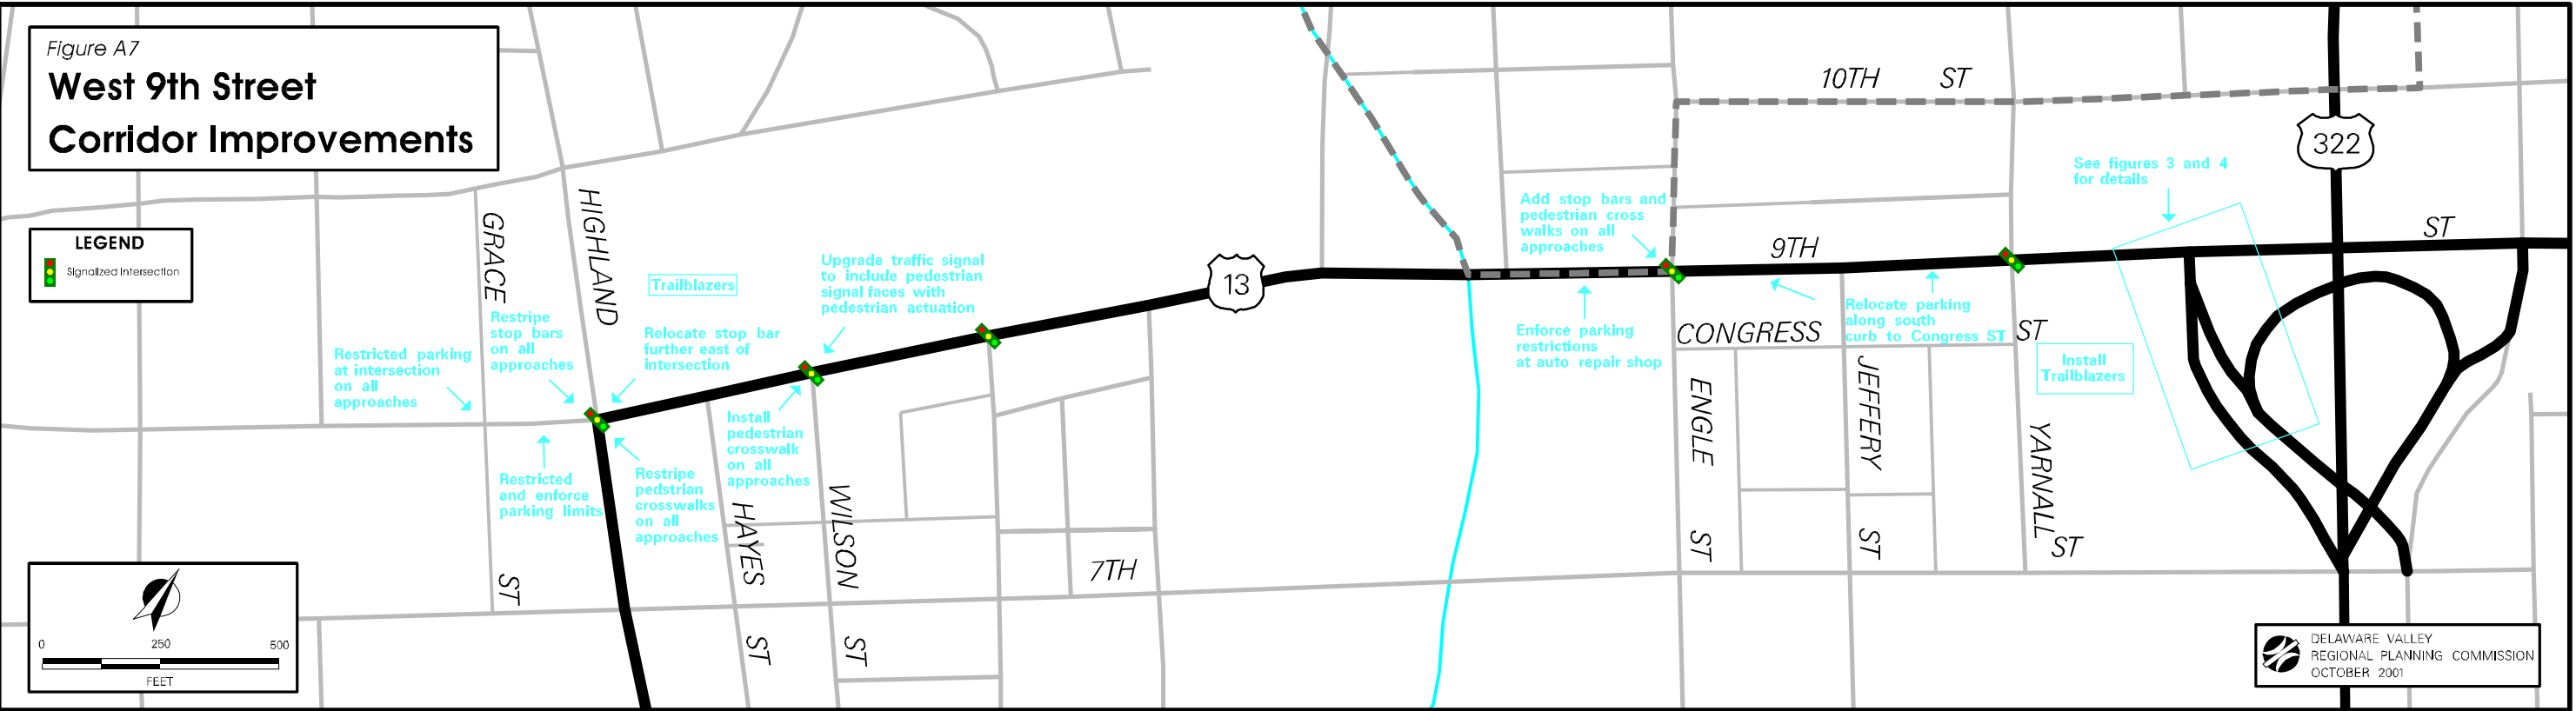 Figure A7
West 9th Street
Corridor Improvements
LEGEND
Signalized Intersection
10TH ST
322
See figures 3 and 4
for details
HIGHLAND
GRACE
ST
Trailblazers
Upgrade traffic signal
to include pedestrian
signal faces with
pedestrian actuation
13
Add stop bars and
pedestrian cross
walks on all
approaches
9TH
ST
Restripe
stop bars
on all
approaches
Relocate stop bar
further east of
intersection
Restricted parking
at intersection
on all
approaches
Enforce parking
restrictions
at auto repair shop
Relocate parking
along south
curb to Congress ST
CONGRESS ST
Install
Trailblazers
Install
pedestrian
crosswalk
on all
approaches
Restricted
and enforce
parking limits
Restripe
pedstrian
crosswalks
on all
approaches
HAYES
ST
WILSON
ST
7TH
ENGLE
ST
JEFFERY
ST
YARNALL
ST
0 250 500
FEET
DELAWARE VALLEY
REGIONAL PLANNING COMMISSION
OCTOBER 2001